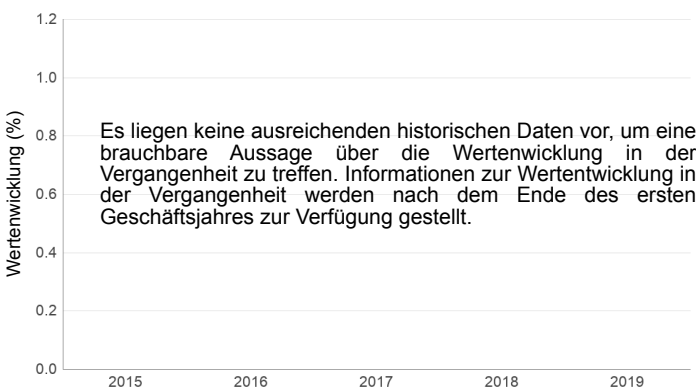 1.2
1.0
0.8
0.6
0.4
0.2
0.0
Wertenwicklung (%)
Es liegen keine ausreichenden historischen Daten vor, um eine
brauchbare Aussage über die Wertenwicklung in der
Vergangenheit zu treffen. Informationen zur Wertentwicklung in
der Vergangenheit werden nach dem Ende des ersten
Geschäftsjahres zur Verfügung gestellt.
2015 2016 2017 2018 2019